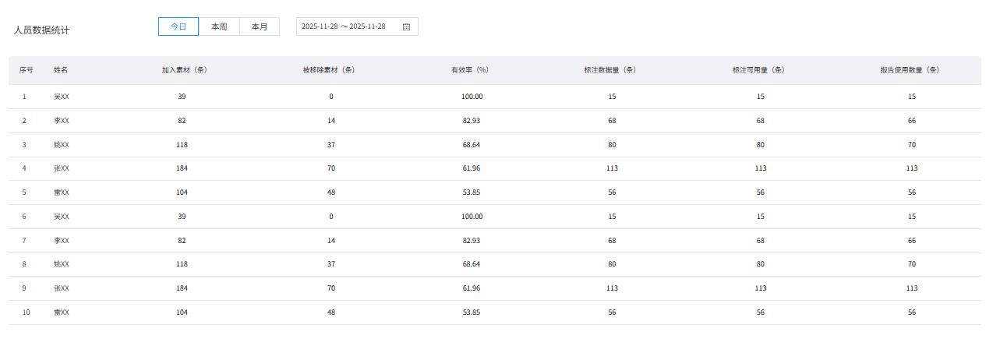 人员数据统计 今日 本周 本月 2025-11-28 ～ 2025-11-28
序号 姓名 加入素材（条） 被移除素材（条） 有效率（%） 标注数据量（条） 标注可用量（条） 报告使用数量（条）
1 吴XX 39 0 100.00 15 15 15
2 李XX 82 14 82.93 68 68 66
3 姚XX 118 37 68.64 80 80 70
4 张XX 184 70 61.96 113 113 113
5 雷XX 104 48 53.85 56 56 56
6 吴XX 39 0 100.00 15 15 15
7 李XX 82 14 82.93 68 68 66
8 姚XX 118 37 68.64 80 80 70
9 张XX 184 70 61.96 113 113 113
10 雷XX 104 48 53.85 56 56 56